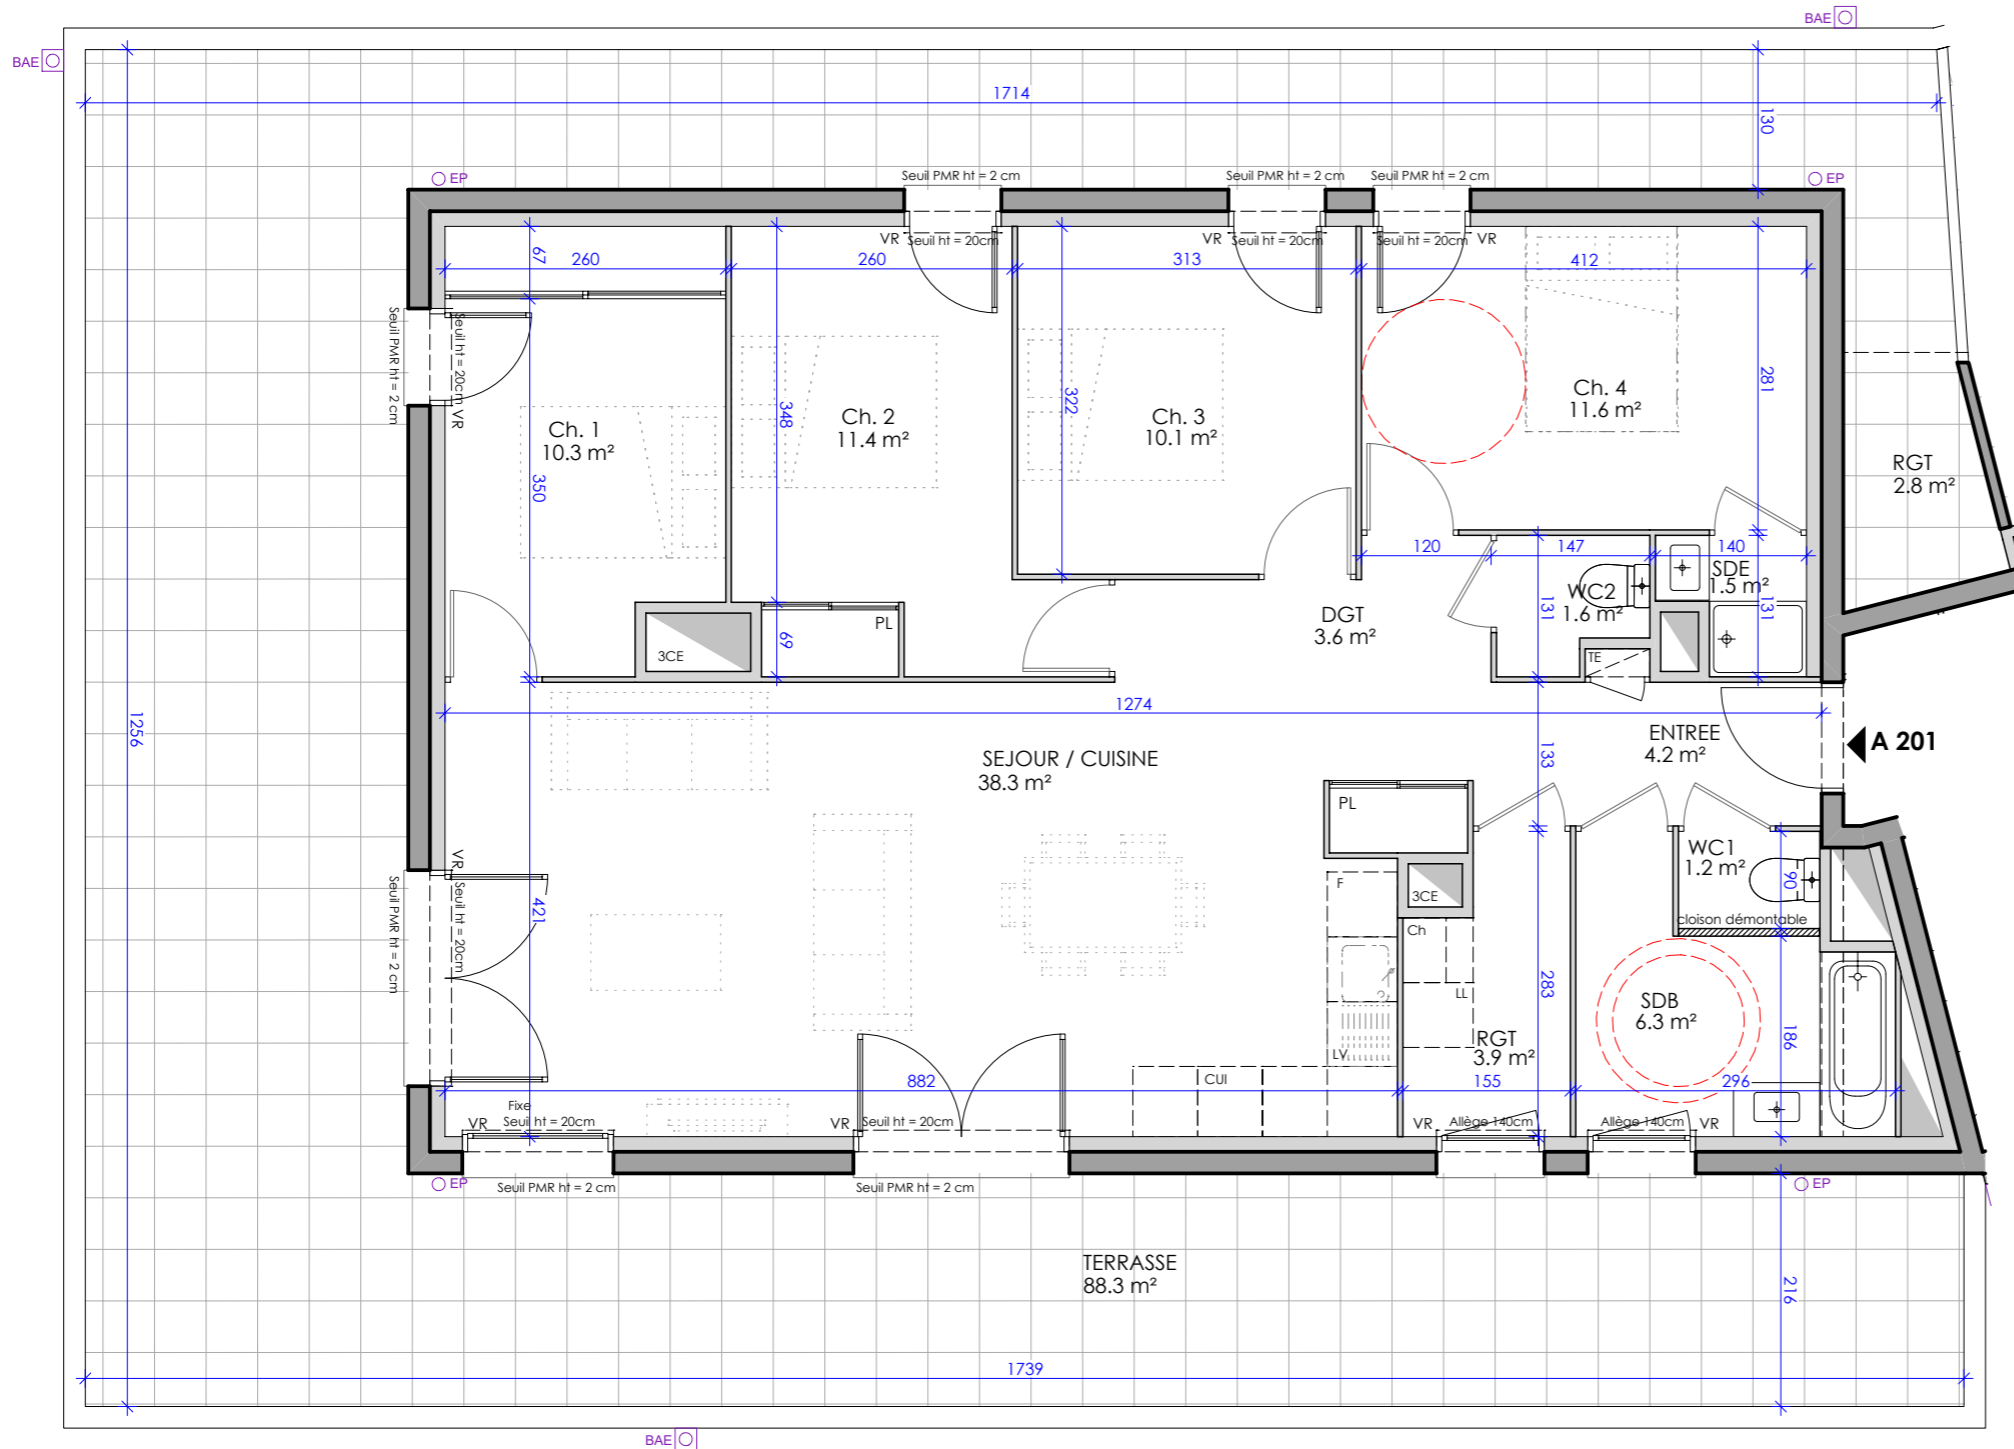 BAE
BAE
1714
130
EP
EP
Seuil PMR ht = 2 cm
Seuil PMR ht = 2 cm
Seuil PMR ht = 2 cm
VR
Seuil ht = 20cm
VR
Seuil ht = 20cm
Seuil ht = 20cm
VR
67
260
260
313
412
Seuil PMR ht = 2 cm
Seuil ht = 20cm
VR
Ch. 1
10.3 m²
350
348
Ch. 2
11.4 m²
322
Ch. 3
10.1 m²
Ch. 4
11.6 m²
281
RGT
2.8 m²
120
147
140
SDE
1.5 m²
131
WC2
1.6 m²
131
DGT
3.6 m²
PL
69
3CE
TE
1274
1256
SEJOUR / CUISINE
38.3 m²
133
ENTREE
4.2 m²
A 201
PL
WC1
1.2 m²
90
cloison démontable
3CE
F
Ch
LL
VR
Seuil ht = 20cm
Seuil PMR ht = 2 cm
421
283
SDB
6.3 m²
186
RGT
3.9 m²
LV
CUI
882
155
296
Fixe
VR
Seuil ht = 20cm
VR
Seuil ht = 20cm
VR
Allège 140cm
Allège 140cm
VR
EP
Seuil PMR ht = 2 cm
Seuil PMR ht = 2 cm
EP
TERRASSE
88.3 m²
216
1739
BAE